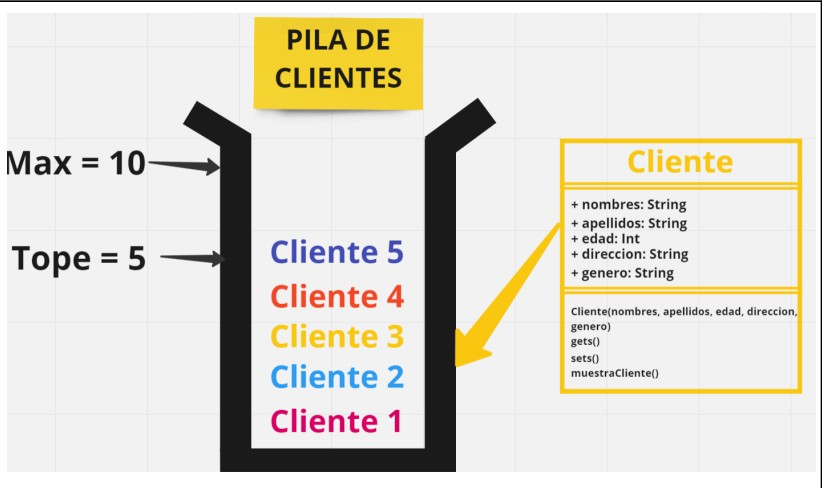 PILA DE
CLIENTES
Max = 10
Tope = 5
Cliente 5
Cliente 4
Cliente 3
Cliente 2
Cliente 1
Cliente
+ nombres: String
+ apellidos: String
+ edad: Int
+ direccion: String
+ genero: String
Cliente(nombres, apellidos, edad, direccion,
genero)
gets()
sets()
muestraCliente()